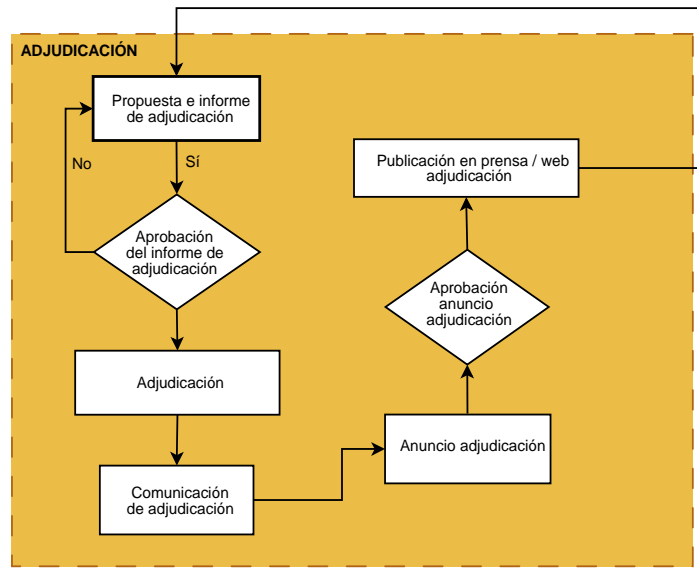 ADJUDICACIÓN
Propuesta e informe
de adjudicación
No
Sí
Aprobación
del informe de
adjudicación
Adjudicación
Comunicación
de adjudicación
Publicación en prensa / web
adjudicación
Aprobación
anuncio
adjudicación
Anuncio adjudicación